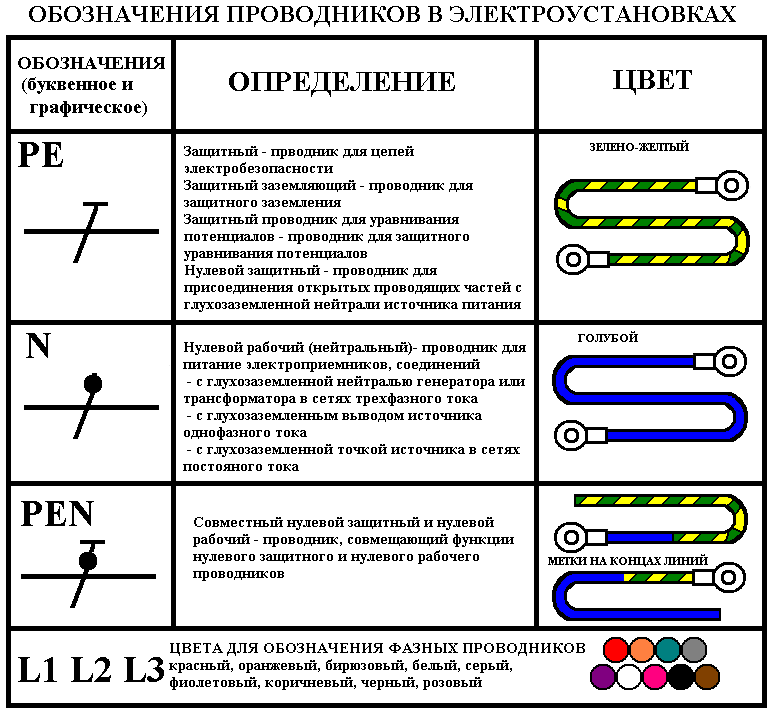 ОБОЗНАЧЕНИЯ ПРОВОДНИКОВ В ЭЛЕКТРОУСТАНОВКАХ
ОБОЗНАЧЕНИЯ
(буквенное и
графическое)
ОПРЕДЕЛЕНИЕ
ЦВЕТ
PE
Защитный - прводник для цепей
электробезопасности
Защитный заземляющий - проводник для
защитного заземления
Защитный проводник для уравнивания
потенциалов - проводник для защитного
уравнивания потенциалов
Нулевой защитный - проводник для
присоединения открытых проводящих частей с
глухозаземленной нейтрали источника питания
ЗЕЛЕНО-ЖЕЛТЫЙ
N
Нулевой рабочий (нейтральный)- проводник для
питание электроприемников, соединений
- с глухозаземленной нейтралью генератора или
трансформатора в сетях трехфазного тока
- с глухозаземленным выводом источника
однофазного тока
- с глухозаземленной точкой источника в сетях
постояного тока
ГОЛУБОЙ
PEN
Совместный нулевой защитный и нулевой
рабочий - проводник, совмещающий функции
нулевого защитного и нулевого рабочего
проводников
МЕТКИ НА КОНЦАХ ЛИНИЙ
L1 L2 L3
ЦВЕТА ДЛЯ ОБОЗНАЧЕНИЯ ФАЗНЫХ ПРОВОДНИКОВ
красный, оранжевый, бирюзовый, белый, серый,
фиолетовый, коричневый, черный, розовый